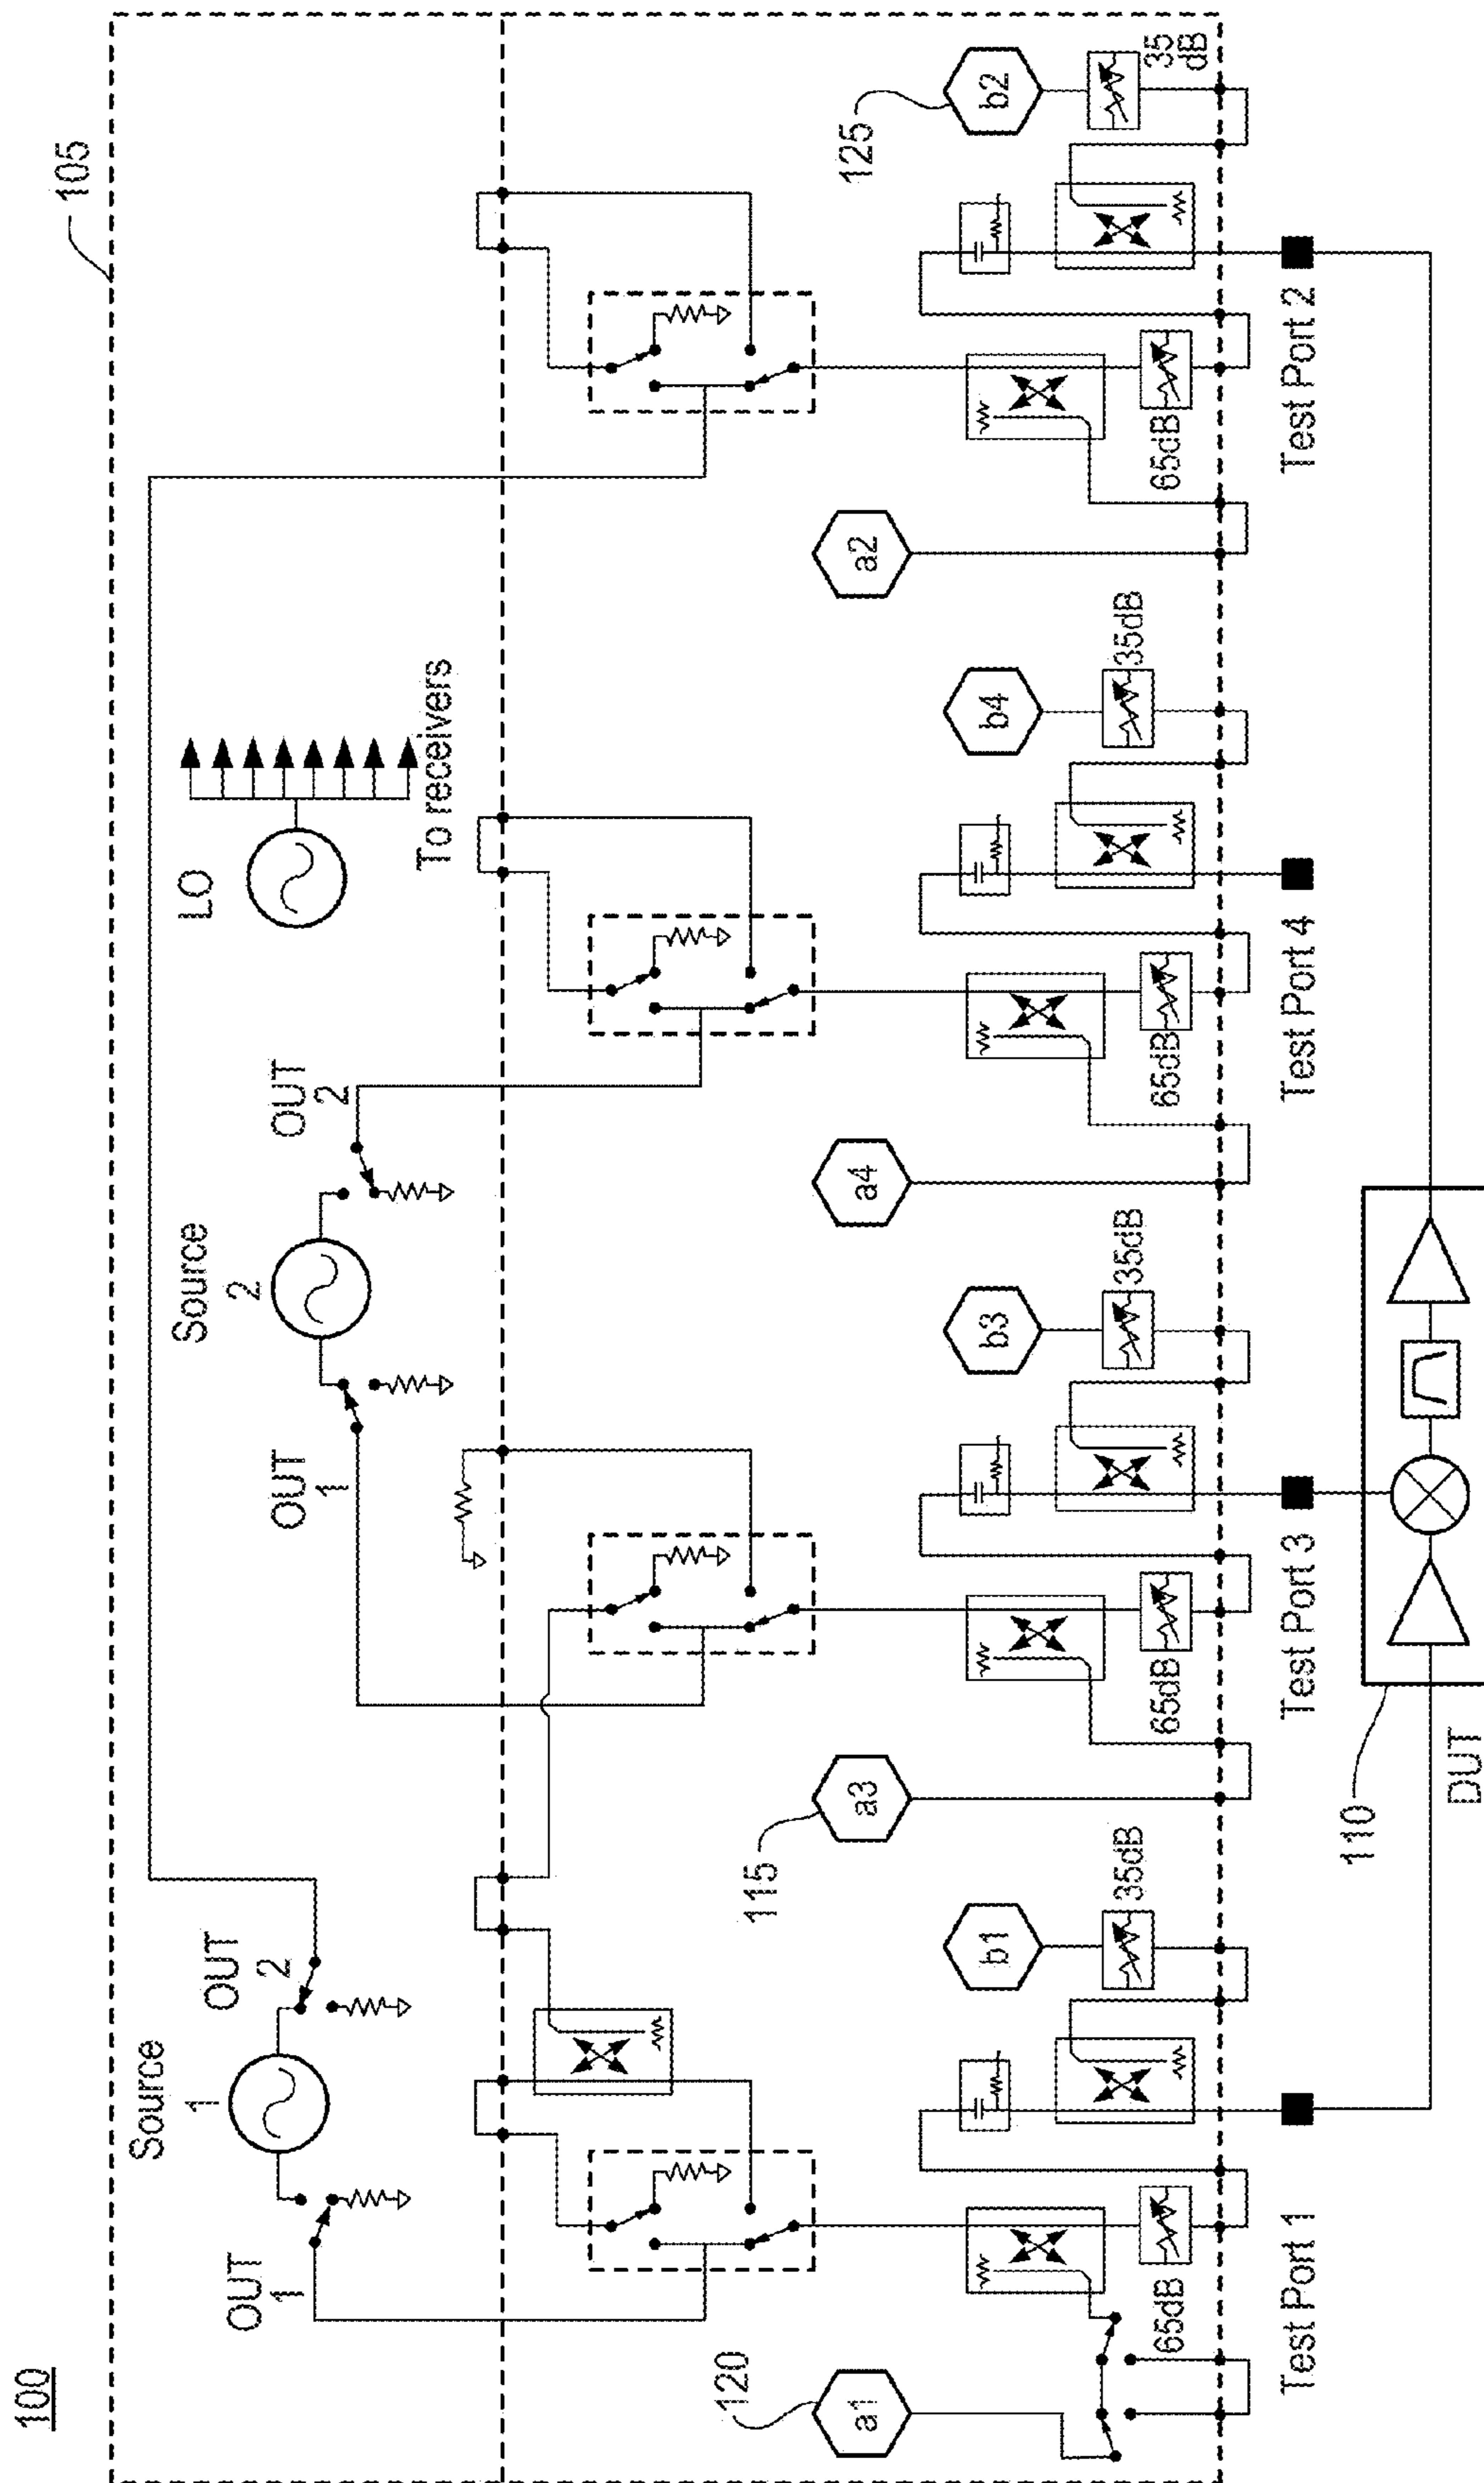 100
105
Source
1
OUT
1
OUT
2
Source
2
OUT
1
OUT
2
LO
To receivers
120
a1
65dB
b1
35dB
Test Port 1
115
a3
65dB
b3
35dB
Test Port 3
a4
65dB
b4
35dB
Test Port 4
a2
65dB
125
b2
35
dB
Test Port 2
110
DUT